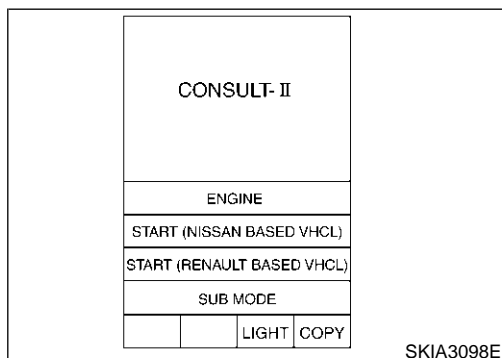 CONSULT-Ⅱ
ENGINE
START (NISSAN BASED VHCL)
START (RENAULT BASED VHCL)
SUB MODE
LIGHT COPY
SKIA3098E